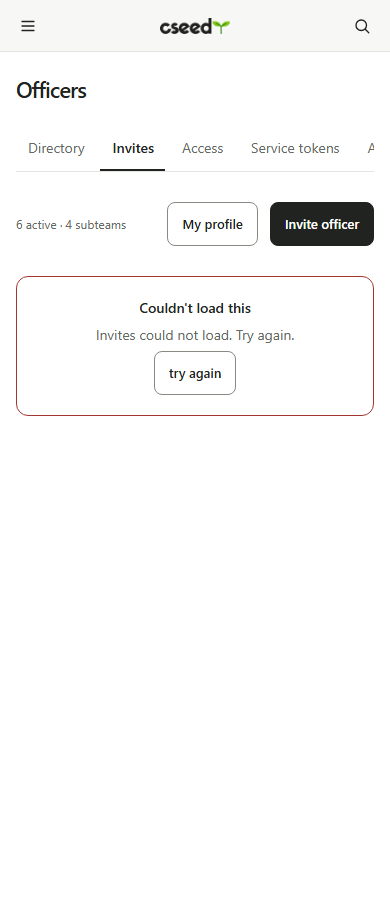 cseed
Officers
Directory Invites Access Service tokens A
6 active · 4 subteams My profile Invite officer
Couldn't load this
Invites could not load. Try again.
try again